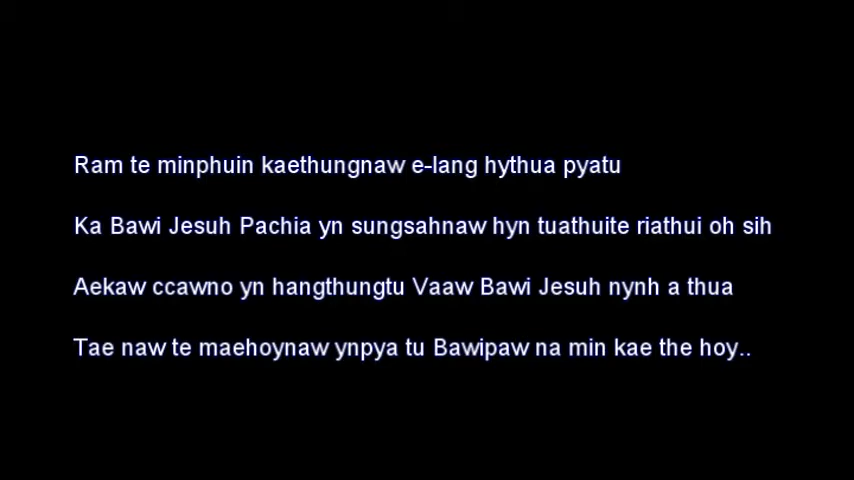 Ram te minphuin kaethungnaw e-lang hythua pyatu
Ka Bawi Jesuh Pachia yn sungsahnaw hyn tuathuite riathui oh sih
Aekaw ccawno yn hangthungtu Vaaw Bawi Jesuh nynh a thua
Tae naw te maehoynaw ynpya tu Bawipaw na min kae the hoy..